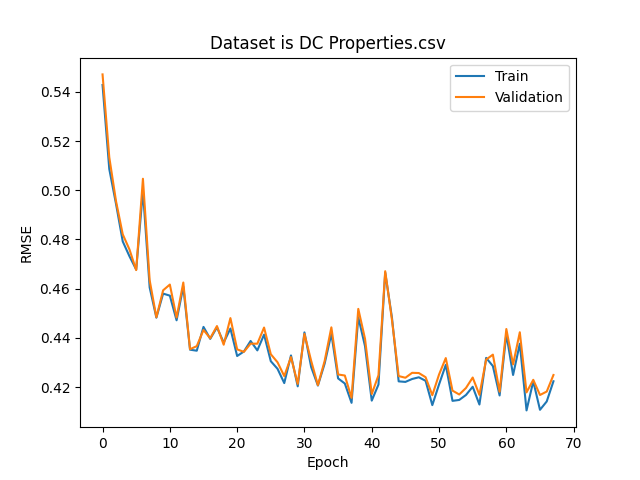 Dataset is DC Properties.csv
Train
Validation
RMSE
0.54
0.52
0.50
0.48
0.46
0.44
0.42
0 10 20 30 40 50 60 70
Epoch